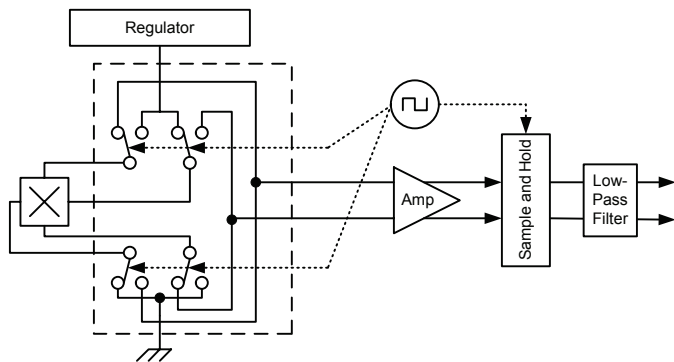 Regulator
Amp
Sample and Hold
Low-
Pass
Filter